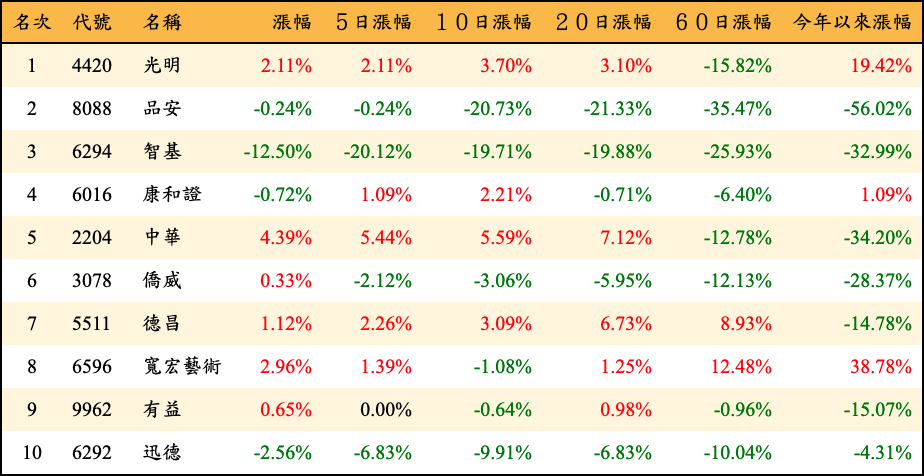 名次 代號 名稱 漲幅 5日漲幅 10日漲幅 20日漲幅 60日漲幅 今年以來漲幅
1 4420 光明 2.11% 2.11% 3.70% 3.10% -15.82% 19.42%
2 8088 品安 -0.24% -0.24% -20.73% -21.33% -35.47% -56.02%
3 6294 智基 -12.50% -20.12% -19.71% -19.88% -25.93% -32.99%
4 6016 康和證 -0.72% 1.09% 2.21% -0.71% -6.40% 1.09%
5 2204 中華 4.39% 5.44% 5.59% 7.12% -12.78% -34.20%
6 3078 僑威 0.33% -2.12% -3.06% -5.95% -12.13% -28.37%
7 5511 德昌 1.12% 2.26% 3.09% 6.73% 8.93% -14.78%
8 6596 寬宏藝術 2.96% 1.39% -1.08% 1.25% 12.48% 38.78%
9 9962 有益 0.65% 0.00% -0.64% 0.98% -0.96% -15.07%
10 6292 迅德 -2.56% -6.83% -9.91% -6.83% -10.04% -4.31%